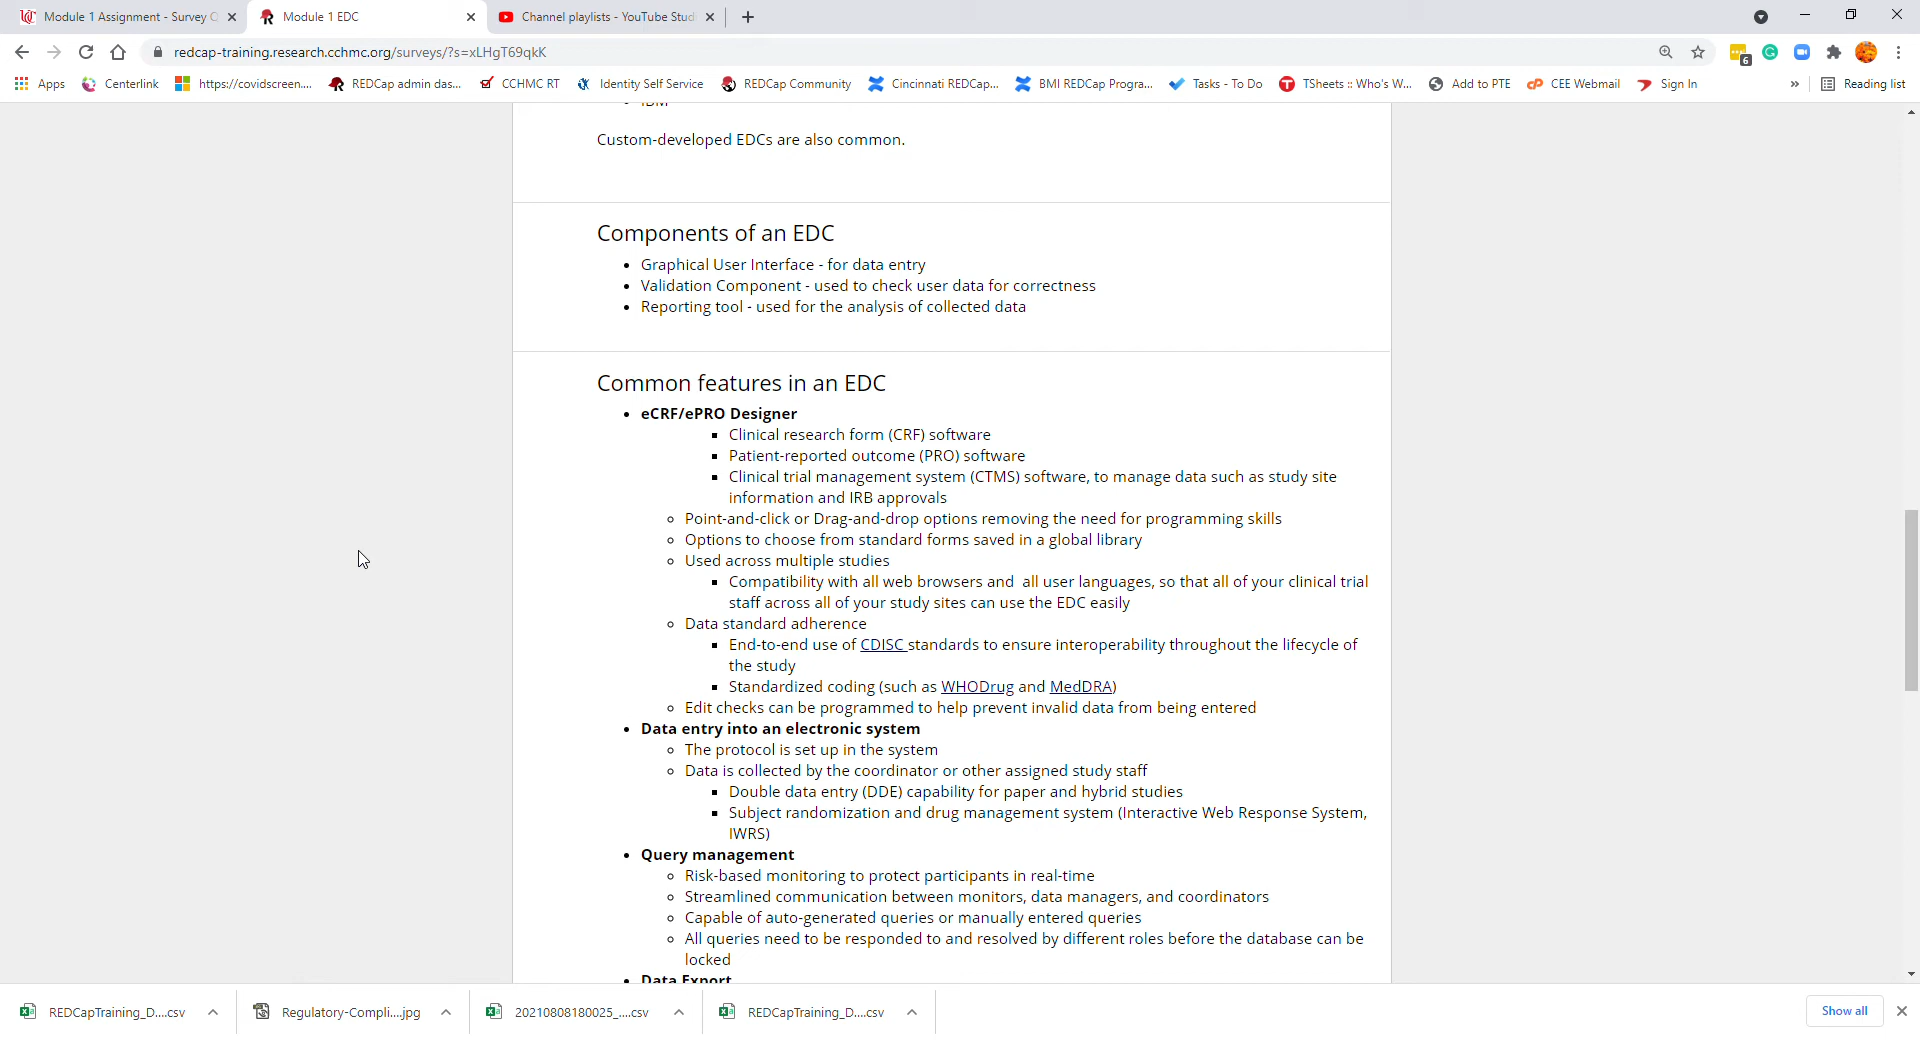 Module 1 Assignment - Survey
Module 1 EDC
Channel playlists - YouTube Stud
redcap-training.research.cchmc.org/surveys/?s=xLHgT69qkK
6
Apps
Centerlink
https://covidscreen....
REDCap admin das...
CCHMC RT
Identity Self Service
REDCap Community
Cincinnati REDCap...
BMI REDCap Progra...
Tasks - To Do
TSheets :: Who's W...
Add to PTE
CEE Webmail
Sign In
»
Reading list
IBM
Custom-developed EDCs are also common.
Components of an EDC
• Graphical User Interface - for data entry
• Validation Component - used to check user data for correctness
• Reporting tool - used for the analysis of collected data
Common features in an EDC
• eCRF/ePRO Designer
▪ Clinical research form (CRF) software
▪ Patient-reported outcome (PRO) software
▪ Clinical trial management system (CTMS) software, to manage data such as study site
information and IRB approvals
◦ Point-and-click or Drag-and-drop options removing the need for programming skills
◦ Options to choose from standard forms saved in a global library
◦ Used across multiple studies
▪ Compatibility with all web browsers and  all user languages, so that all of your clinical trial
staff across all of your study sites can use the EDC easily
◦ Data standard adherence
▪ End-to-end use of CDISC standards to ensure interoperability throughout the lifecycle of
the study
▪ Standardized coding (such as WHODrug and MedDRA)
◦ Edit checks can be programmed to help prevent invalid data from being entered
• Data entry into an electronic system
◦ The protocol is set up in the system
◦ Data is collected by the coordinator or other assigned study staff
▪ Double data entry (DDE) capability for paper and hybrid studies
▪ Subject randomization and drug management system (Interactive Web Response System,
IWRS)
• Query management
◦ Risk-based monitoring to protect participants in real-time
◦ Streamlined communication between monitors, data managers, and coordinators
◦ Capable of auto-generated queries or manually entered queries
◦ All queries need to be responded to and resolved by different roles before the database can be
locked
• Data Export
REDCapTraining_D....csv
Regulatory-Compli....jpg
20210808180025_....csv
REDCapTraining_D....csv
Show all